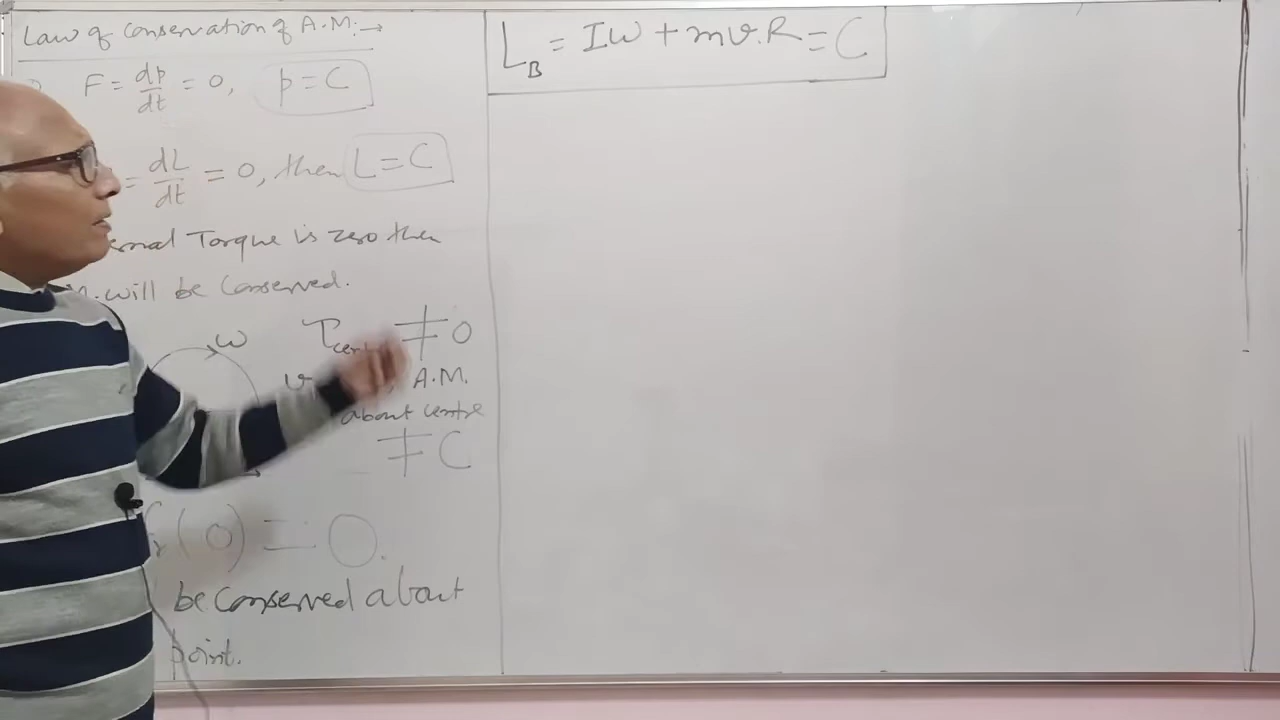 Law of conservation of A.M. →
F = dp/dt = 0, p = C
= dL/dt = 0, then L = C
Torque is zero then
will be conserved.
ω
≠ 0
A.M.
about centre
≠ C
(0) = 0.
be conserved about
point.
L_B = Iω + mv.R = C